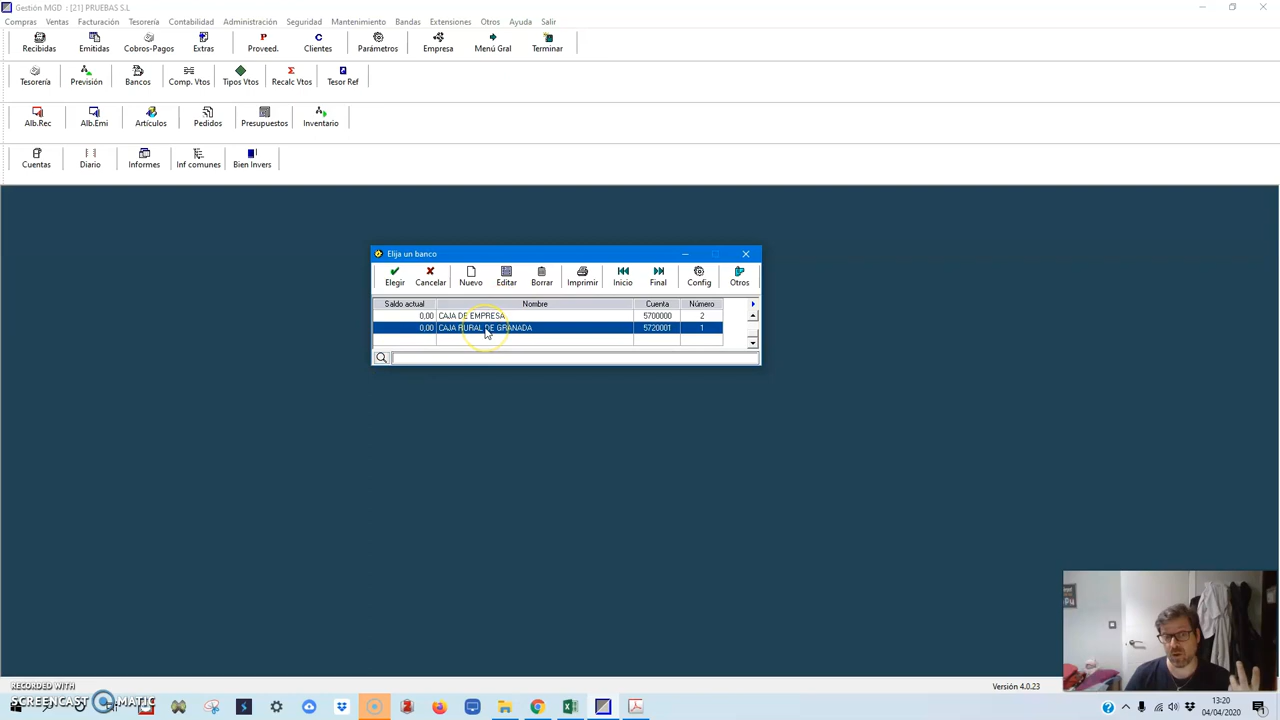 Gestión MGD : [21] PRUEBAS S.L
Compras Ventas Facturación Tesorería Contabilidad Administración Seguridad Mantenimiento Bandas Extensiones Otros Ayuda Salir
Recibidas Emitidas Cobros-Pagos Extras Proveed. Clientes Parámetros Empresa Menú Gral Terminar
Tesorería Previsión Bancos Comp. Vtos Tipos Vtos Recalc Vtos Tesor Ref
Alb.Rec Alb.Emi Artículos Pedidos Presupuestos Inventario
Cuentas Diario Informes Inf comunes Bien Invers
Elija un banco
Elegir Cancelar Nuevo Editar Borrar Imprimir Inicio Final Config Otros
Saldo actual Nombre Cuenta Número
0,00 CAJA DE EMPRESA 5700000 2
0,00 CAJA RURAL DE GRANADA 5720001 1
Versión 4.0.23
RECORDED WITH
SCREENCAST MATIC
13:20
04/04/2020